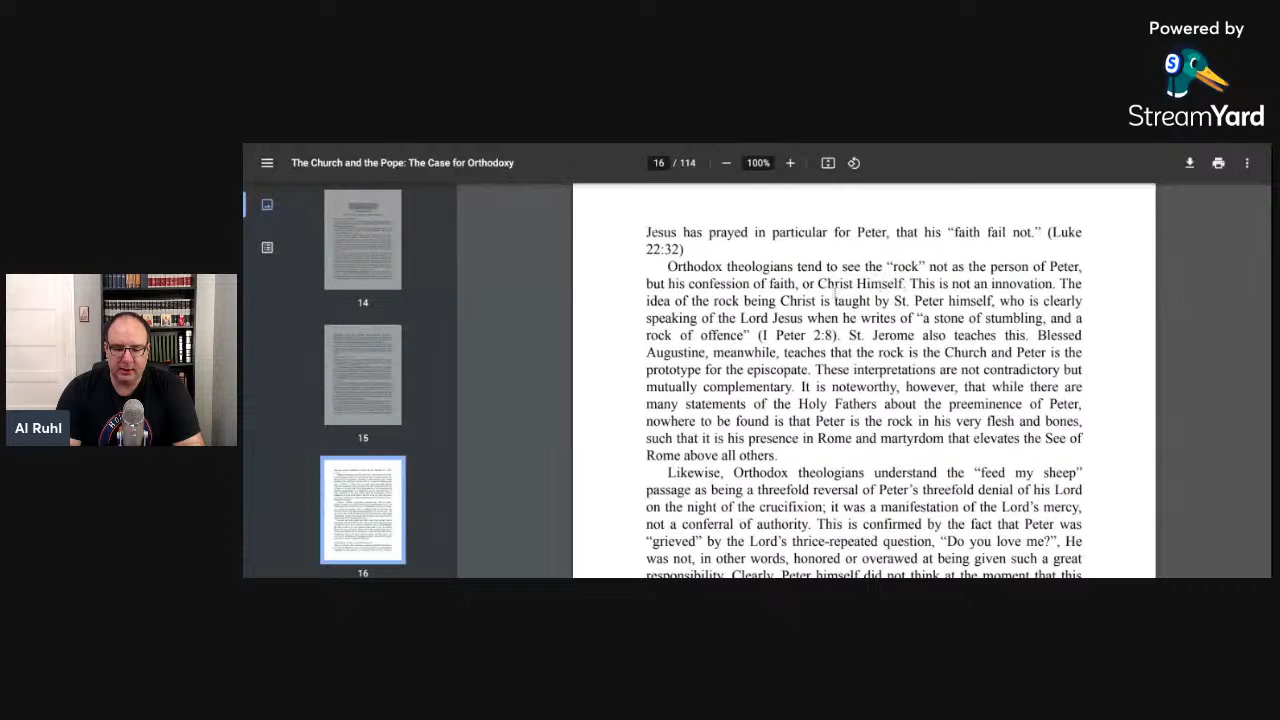 Powered by
StreamYard
The Church and the Pope: The Case for Orthodoxy
16 / 114
100%
14
15
16
Al Ruhl
Jesus has prayed in particular for Peter, that his “faith fail not.” (Luke
22:32)
Orthodox theologians tend to see the “rock” not as the person of Peter,
but his confession of faith, or Christ Himself. This is not an innovation. The
idea of the rock being Christ is taught by St. Peter himself, who is clearly
speaking of the Lord Jesus when he writes of “a stone of stumbling, and a
rock of offence” (I Peter 2:8). St. Jerome also teaches this. Blessed
Augustine, meanwhile, teaches that the rock is the Church and Peter is the
prototype for the episcopate. These interpretations are not contradictory but
mutually complementary. It is noteworthy, however, that while there are
many statements of the Holy Fathers about the preeminence of Peter,
nowhere to be found is that Peter is the rock in his very flesh and bones,
such that it is his presence in Rome and martyrdom that elevates the See of
Rome above all others.
Likewise, Orthodox theologians understand the “feed my sheep”
passage as being a threefold reversal of Peter’s threefold denial of his Lord
on the night of the crucifixion; it was a manifestation of the Lord’s mercy,
not a conferral of authority. This is confirmed by the fact that Peter was
“grieved” by the Lord’s thrice-repeated question, “Do you love me?”, He
was not, in other words, honored or overawed at being given such a great
responsibility. Clearly, Peter himself did not think at the moment that this